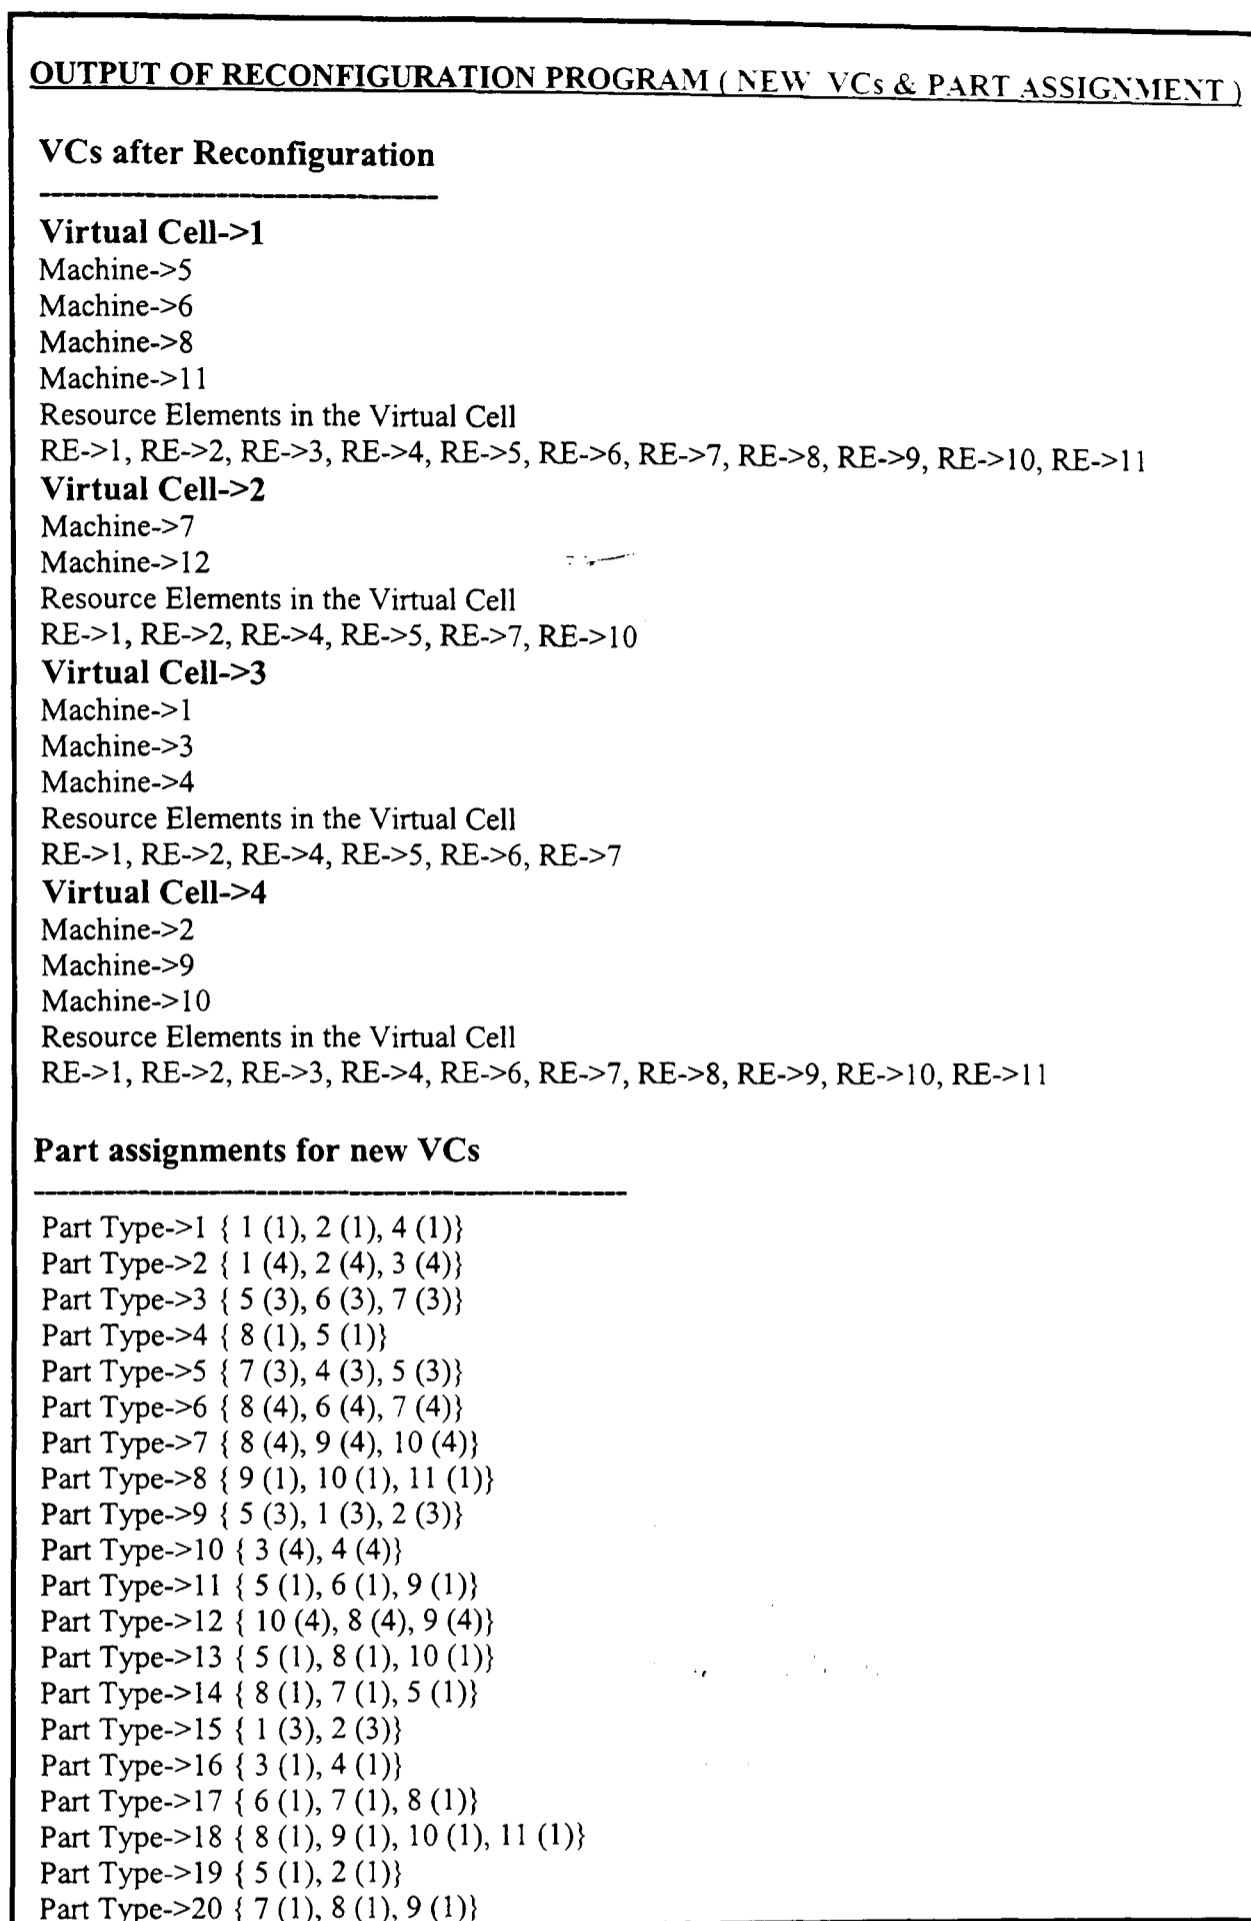 OUTPUT OF RECONFIGURATION PROGRAM ( NEW VCs & PART ASSIGNMENT )
VCs after Reconfiguration
--------------------------------
Virtual Cell->1
Machine->5
Machine->6
Machine->8
Machine->11
Resource Elements in the Virtual Cell
RE->1, RE->2, RE->3, RE->4, RE->5, RE->6, RE->7, RE->8, RE->9, RE->10, RE->11
Virtual Cell->2
Machine->7
Machine->12
Resource Elements in the Virtual Cell
RE->1, RE->2, RE->4, RE->5, RE->7, RE->10
Virtual Cell->3
Machine->1
Machine->3
Machine->4
Resource Elements in the Virtual Cell
RE->1, RE->2, RE->4, RE->5, RE->6, RE->7
Virtual Cell->4
Machine->2
Machine->9
Machine->10
Resource Elements in the Virtual Cell
RE->1, RE->2, RE->3, RE->4, RE->6, RE->7, RE->8, RE->9, RE->10, RE->11
Part assignments for new VCs
------------------------------------------------
Part Type->1 { 1 (1), 2 (1), 4 (1)}
Part Type->2 { 1 (4), 2 (4), 3 (4)}
Part Type->3 { 5 (3), 6 (3), 7 (3)}
Part Type->4 { 8 (1), 5 (1)}
Part Type->5 { 7 (3), 4 (3), 5 (3)}
Part Type->6 { 8 (4), 6 (4), 7 (4)}
Part Type->7 { 8 (4), 9 (4), 10 (4)}
Part Type->8 { 9 (1), 10 (1), 11 (1)}
Part Type->9 { 5 (3), 1 (3), 2 (3)}
Part Type->10 { 3 (4), 4 (4)}
Part Type->11 { 5 (1), 6 (1), 9 (1)}
Part Type->12 { 10 (4), 8 (4), 9 (4)}
Part Type->13 { 5 (1), 8 (1), 10 (1)}
Part Type->14 { 8 (1), 7 (1), 5 (1)}
Part Type->15 { 1 (3), 2 (3)}
Part Type->16 { 3 (1), 4 (1)}
Part Type->17 { 6 (1), 7 (1), 8 (1)}
Part Type->18 { 8 (1), 9 (1), 10 (1), 11 (1)}
Part Type->19 { 5 (1), 2 (1)}
Part Type->20 { 7 (1), 8 (1), 9 (1)}